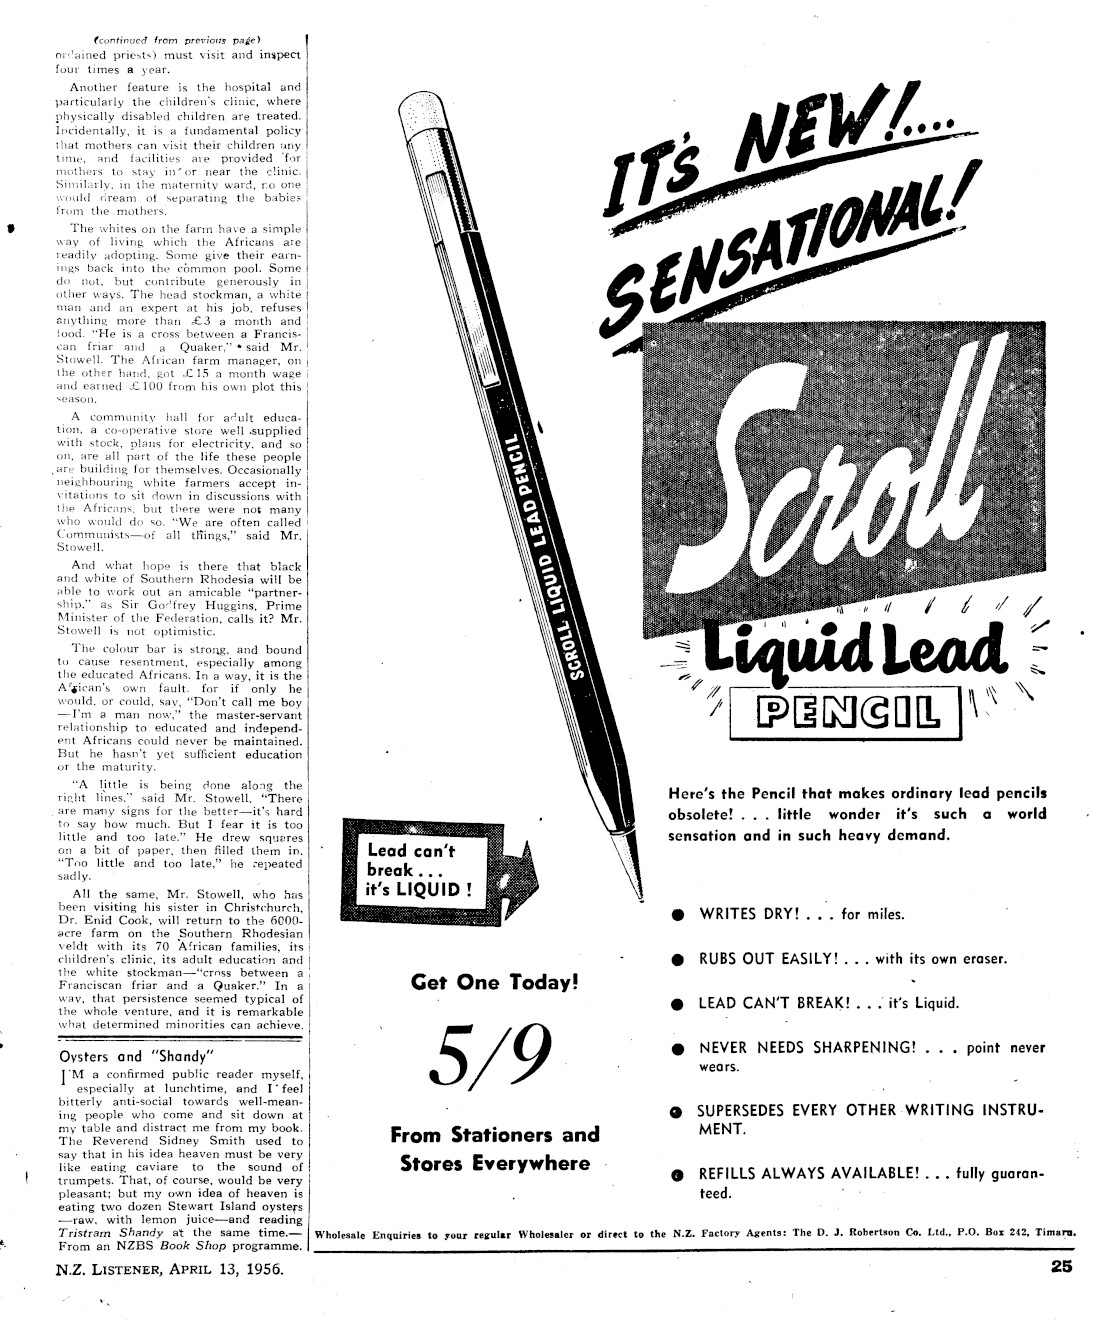 (continued from previous page)
ordained priests) must visit and inspect
four times a year.
Another feature is the hospital and
particularly the children's clinic, where
physically disabled children are treated.
Incidentally, it is a fundamental policy
that mothers can visit their children any
time, and facilities are provided for
mothers to stay in or near the clinic.
Similarly, in the maternity ward, no one
would dream of separating the babies
from the mothers.
The whites on the farm have a simple
way of living which the Africans are
readily adopting. Some give their earn-
ings back into the common pool. Some
do not, but contribute generously in
other ways. The head stockman, a white
man and an expert at his job, refuses
anything more than £3 a month and
food. "He is a cross between a Francis-
can friar and a Quaker," said Mr.
Stowell. The African farm manager, on
the other hand, got £15 a month wage
and earned £100 from his own plot this
season.
A community hall for adult educa-
tion, a co-operative store well supplied
with stock, plans for electricity, and so
on, are all part of the life these people
are building for themselves. Occasionally
neighbouring white farmers accept in-
vitations to sit down in discussions with
the Africans, but there were not many
who would do so. "We are often called
Communists—of all things," said Mr.
Stowell.
And what hope is there that black
and white of Southern Rhodesia will be
able to work out an amicable "partner-
ship," as Sir Godfrey Huggins, Prime
Minister of the Federation, calls it? Mr.
Stowell is not optimistic.
The colour bar is strong, and bound
to cause resentment, especially among
the educated Africans. In a way, it is the
African's own fault, for if only he
would, or could, say, "Don't call me boy
—I'm a man now," the master-servant
relationship to educated and independ-
ent Africans could never be maintained.
But he hasn't yet sufficient education
or the maturity.
"A little is being done along the
right lines," said Mr. Stowell, "There
are many signs for the better—it's hard
to say how much. But I fear it is too
little and too late." He drew squares
on a bit of paper, then filled them in.
"Too little and too late," he repeated
sadly.
All the same, Mr. Stowell, who has
been visiting his sister in Christchurch,
Dr. Enid Cook, will return to the 6000-
acre farm on the Southern Rhodesian
veldt with its 70 African families, its
children's clinic, its adult education and
the white stockman—"cross between a
Franciscan friar and a Quaker." In a
way, that persistence seemed typical of
the whole venture, and it is remarkable
what determined minorities can achieve.
Oysters and "Shandy"
I'M a confirmed public reader myself,
especially at lunchtime, and I feel
bitterly anti-social towards well-mean-
ing people who come and sit down at
my table and distract me from my book.
The Reverend Sidney Smith used to
say that in his idea heaven must be very
like eating caviare to the sound of
trumpets. That, of course, would be very
pleasant; but my own idea of heaven is
eating two dozen Stewart Island oysters
—raw, with lemon juice—and reading
Tristram Shandy at the same time.—
From an NZBS Book Shop programme.
IT'S NEW!....
SENSATIONAL!
Scroll
Liquid Lead
PENCIL
SCROLL LIQUID LEAD PENCIL
Here's the Pencil that makes ordinary lead pencils
obsolete! . . . little wonder it's such a world
sensation and in such heavy demand.
Lead can't
break . . .
it's LIQUID !
Get One Today!
5/9
From Stationers and
Stores Everywhere
● WRITES DRY! . . . for miles.
● RUBS OUT EASILY! . . . with its own eraser.
● LEAD CAN'T BREAK! . . . it's Liquid.
● NEVER NEEDS SHARPENING! . . . point never
wears.
● SUPERSEDES EVERY OTHER WRITING INSTRU-
MENT.
● REFILLS ALWAYS AVAILABLE! . . . fully guaran-
teed.
Wholesale Enquiries to your regular Wholesaler or direct to the N.Z. Factory Agents: The D. J. Robertson Co. Ltd., P.O. Box 242, Timaru.
N.Z. LISTENER, APRIL 13, 1956.
25